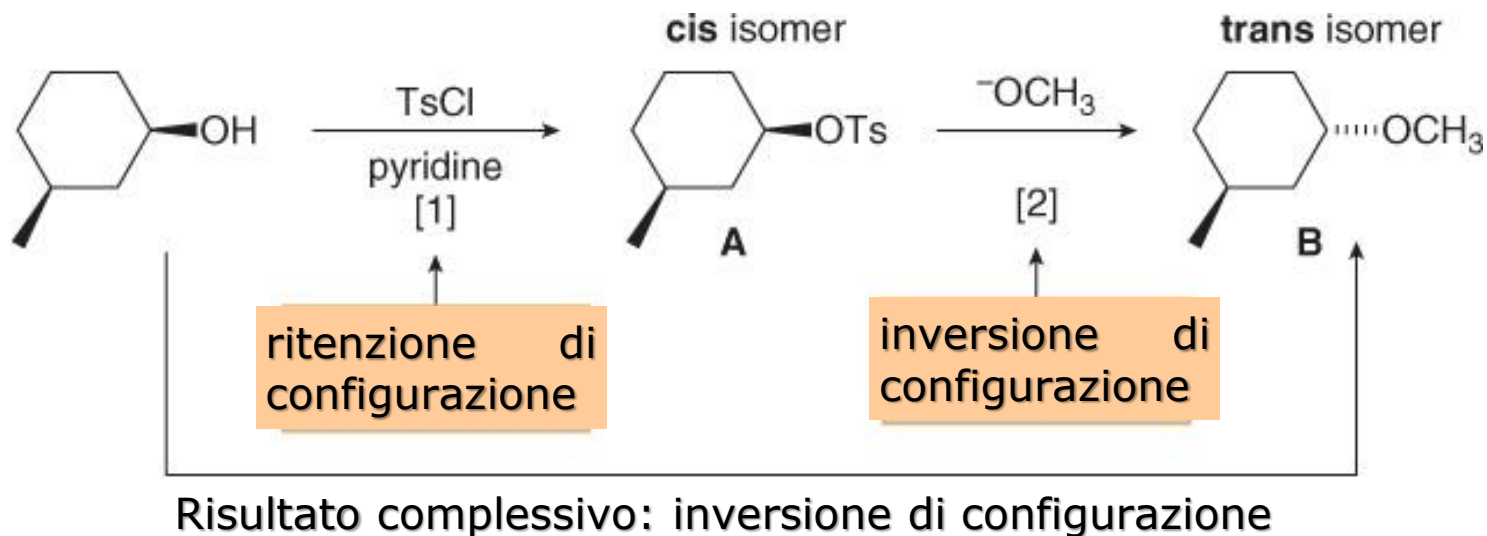 cis isomer
trans isomer
OH
TsCl
pyridine
[1]
OTs
A
⁻OCH₃
[2]
OCH₃
B
ritenzione di
configurazione
inversione di
configurazione
Risultato complessivo: inversione di configurazione